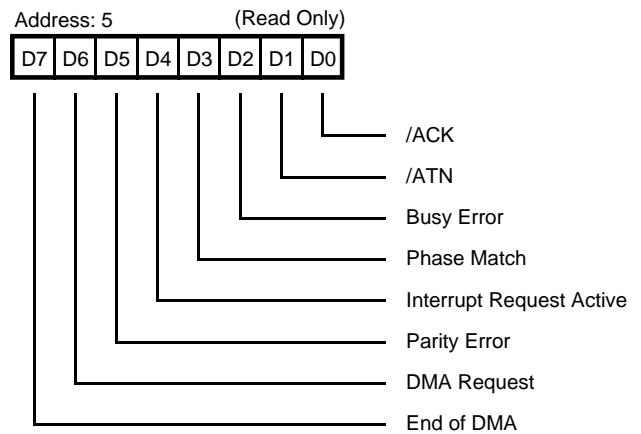 Address: 5 (Read Only)
D7 D6 D5 D4 D3 D2 D1 D0
/ACK
/ATN
Busy Error
Phase Match
Interrupt Request Active
Parity Error
DMA Request
End of DMA